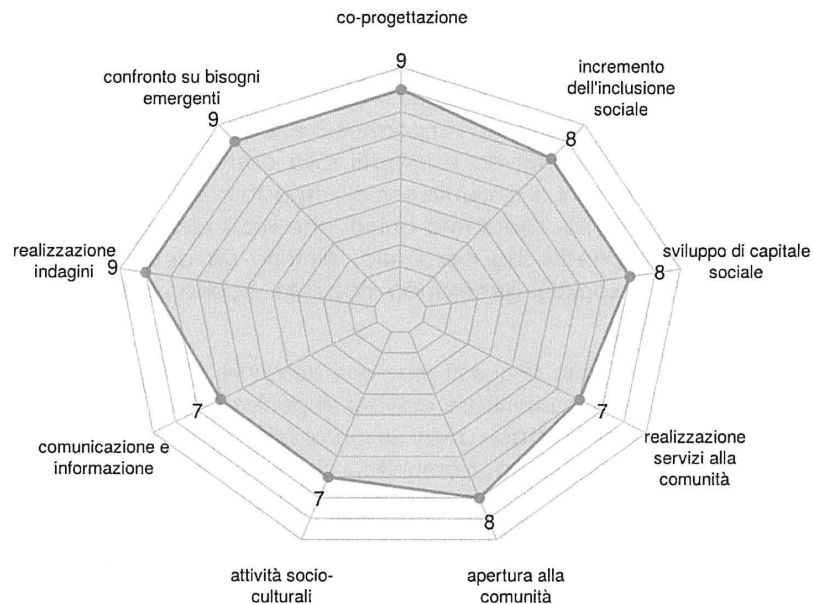 co-progettazione
9
incremento
dell'inclusione
sociale
8
sviluppo di capitale
sociale
8
realizzazione
servizi alla
comunità
7
apertura alla
comunità
8
attività socio-
culturali
7
comunicazione e
informazione
7
realizzazione
indagini
9
confronto su bisogni
emergenti
9